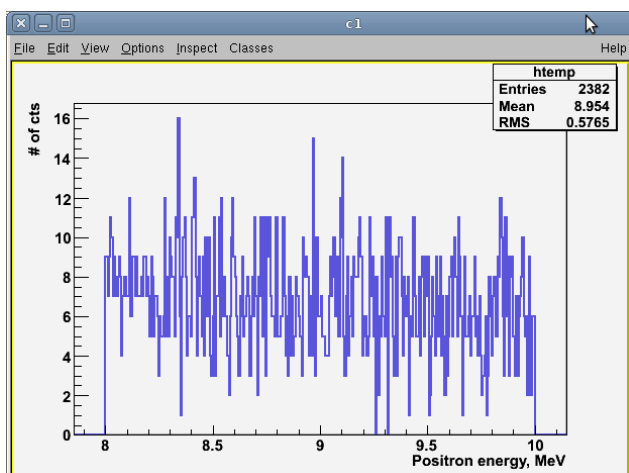 c1
File Edit View Options Inspect Classes Help
htemp
Entries 2382
Mean 8.954
RMS 0.5765
# of cts
16
14
12
10
8
6
4
2
0
8 8.5 9 9.5 10
Positron energy, MeV